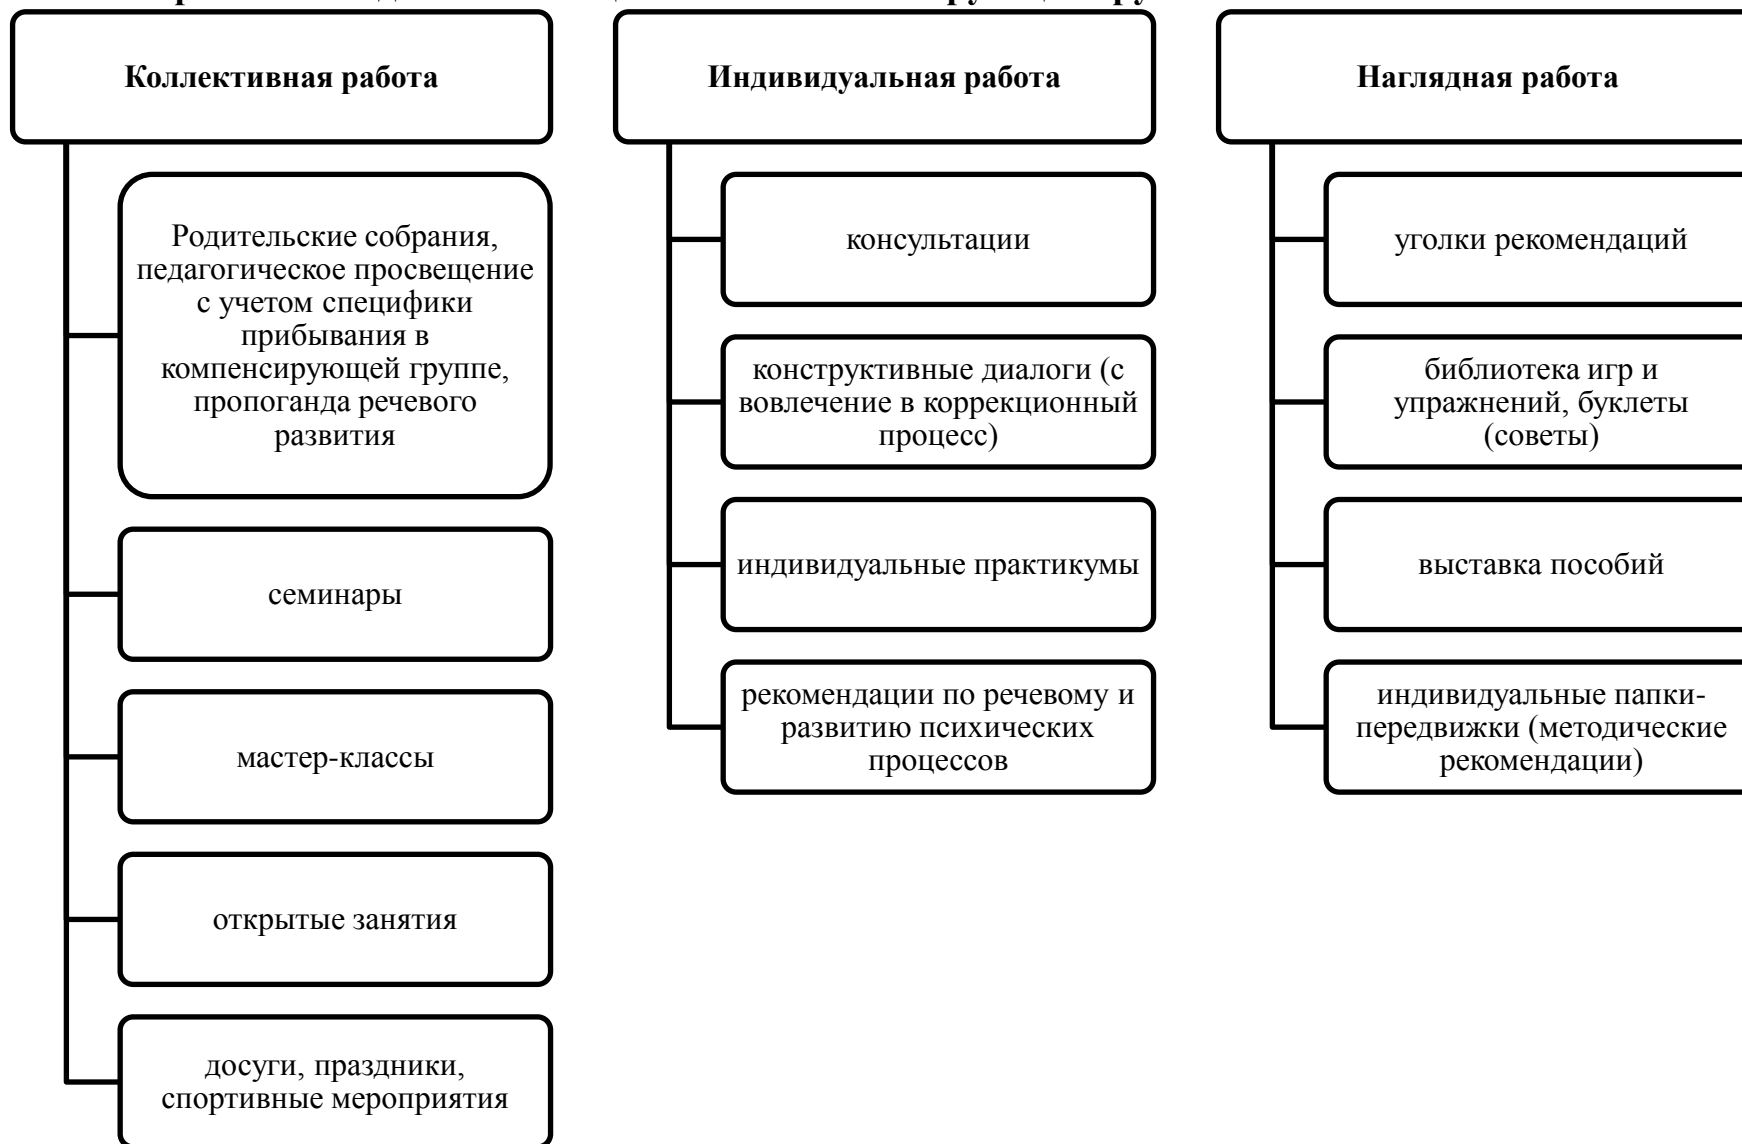 Коллективная работа
Родительские собрания,
педагогическое просвещение
с учетом специфики
прибывания в
компенсирующей группе,
пропоганда речевого
развития
семинары
мастер-классы
открытые занятия
досуги, праздники,
спортивные мероприятия
Индивидуальная работа
консультации
конструктивные диалоги (с
вовлечение в коррекционный
процесс)
индивидуальные практикумы
рекомендации по речевому и
развитию психических
процессов
Наглядная работа
уголки рекомендаций
библиотека игр и
упражнений, буклеты
(советы)
выставка пособий
индивидуальные папки-
передвижки (методические
рекомендации)